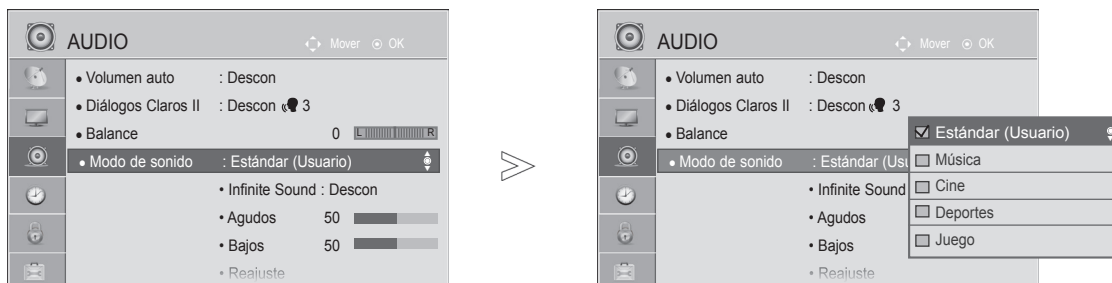 AUDIO
Mover OK
• Volumen auto : Descon
• Diálogos Claros II : Descon 3
• Balance 0 L R
• Modo de sonido : Estándar (Usuario)
• Infinite Sound : Descon
• Agudos 50
• Bajos 50
• Reajuste
AUDIO
Mover OK
• Volumen auto : Descon
• Diálogos Claros II : Descon 3
• Balance
• Modo de sonido : Estándar (Usu
• Infinite Sound
• Agudos
• Bajos
• Reajuste
Estándar (Usuario)
Música
Cine
Deportes
Juego